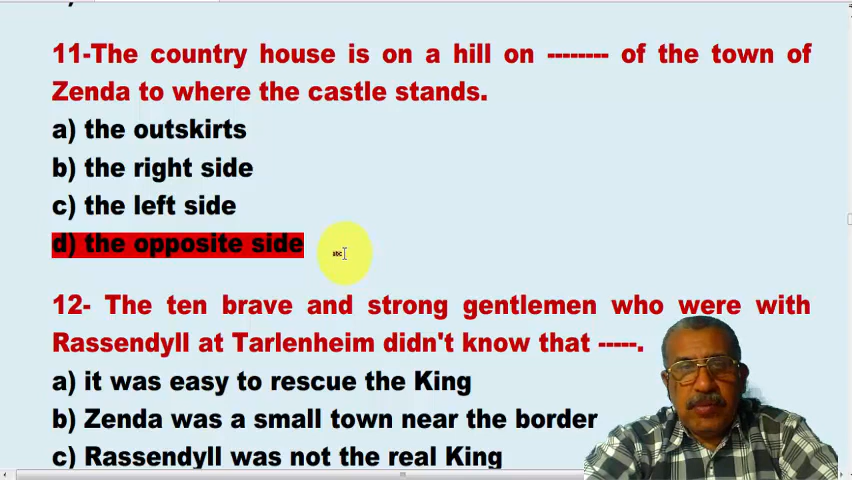 11-The country house is on a hill on -------- of the town of
Zenda to where the castle stands.
a) the outskirts
b) the right side
c) the left side
d) the opposite side
12- The ten brave and strong gentlemen who were with
Rassendyll at Tarlenheim didn't know that -----.
a) it was easy to rescue the King
b) Zenda was a small town near the border
c) Rassendyll was not the real King